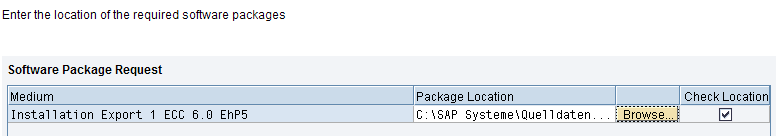 Enter the location of the required software packages
Software Package Request
Medium Package Location Check Location
Installation Export 1 ECC 6.0 EhP5 C:\SAP Systeme\Quelldaten... Browse...